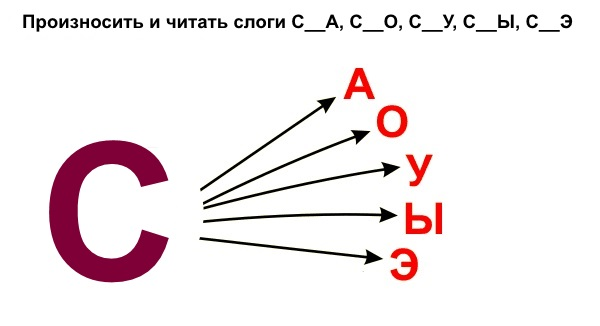 Произносить и читать слоги С__А, С__О, С__У, С__Ы, С__Э
С
А
О
У
Ы
Э